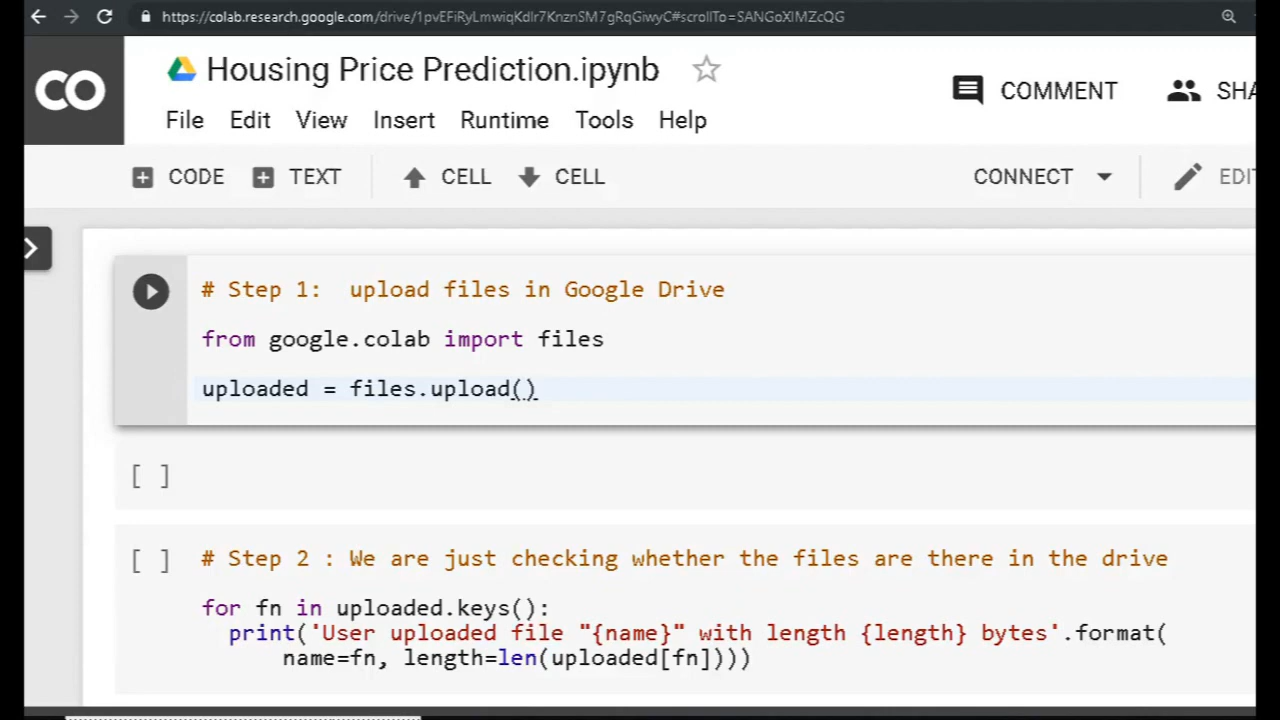 https://colab.research.google.com/drive/1pvEFiRyLmwiqKdlr7KnznSM7gRqGiwyC#scrollTo=SANGoXlMZcQG
CO
Housing Price Prediction.ipynb
COMMENT SHA
File Edit View Insert Runtime Tools Help
+ CODE + TEXT CELL CELL CONNECT EDIT
# Step 1:  upload files in Google Drive
from google.colab import files
uploaded = files.upload()
[ ]
[ ] # Step 2 : We are just checking whether the files are there in the drive
for fn in uploaded.keys():
  print('User uploaded file "{name}" with length {length} bytes'.format(
      name=fn, length=len(uploaded[fn])))